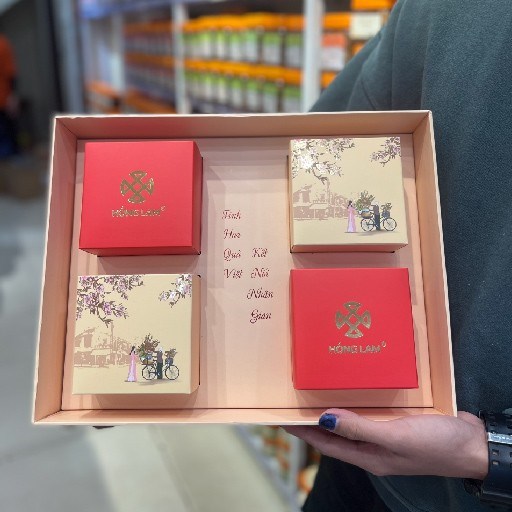 HỒNG LAM®
Tinh
Hoa
Quà
Việt
Kết
Nối
Nhân
Gian
HỒNG LAM®